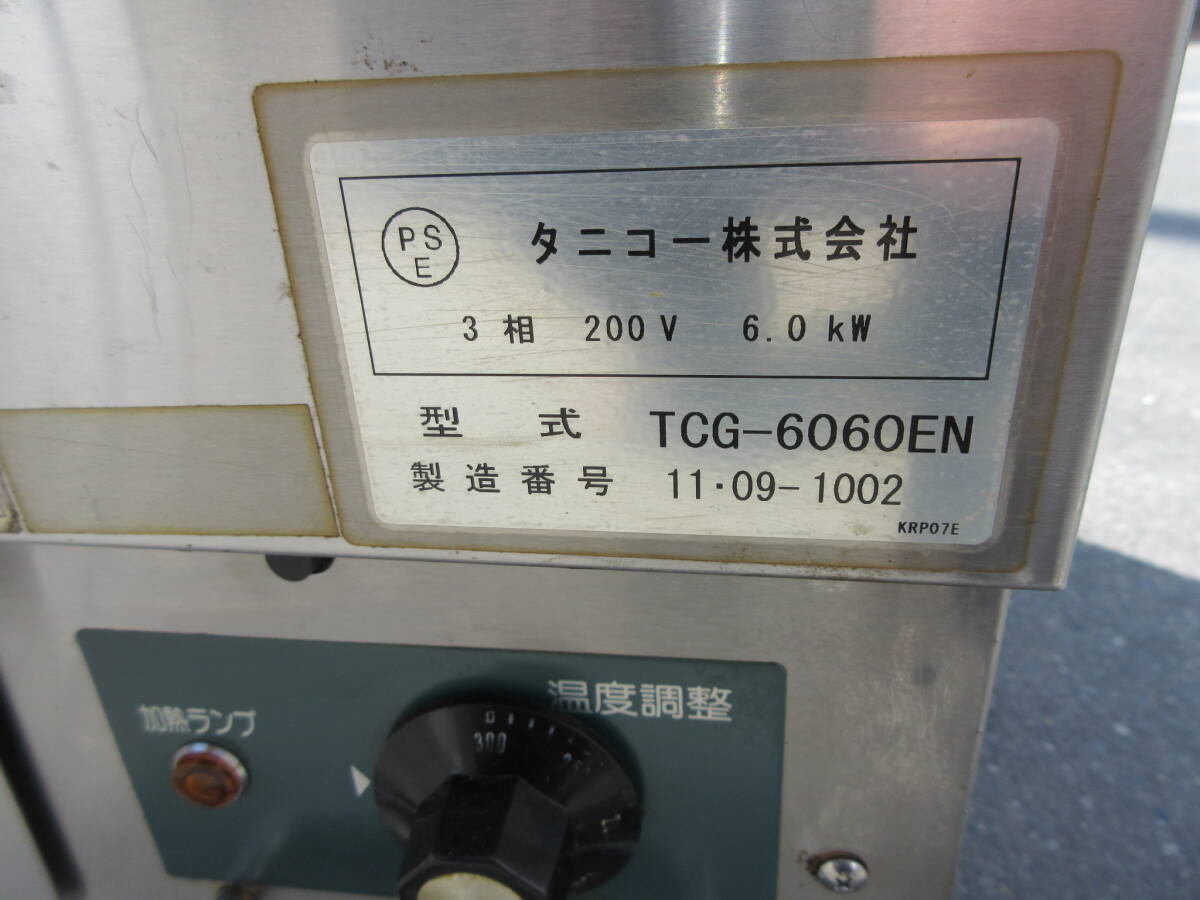 PS
E
タニコー株式会社
3相 200V 6.0kW
型式 TCG-6060EN
製造番号 11・09-1002
KRP07E
温度調整
加熱ランプ
300